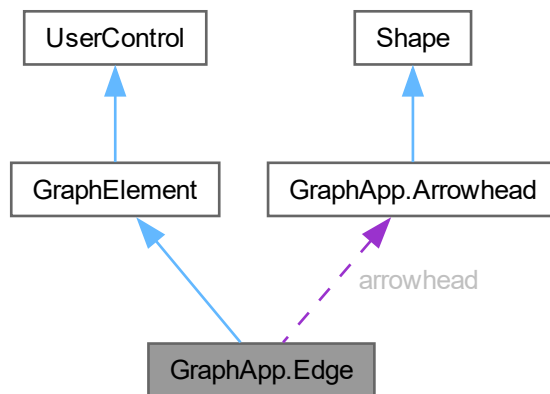 UserControl
Shape
GraphElement
GraphApp.Arrowhead
arrowhead
GraphApp.Edge